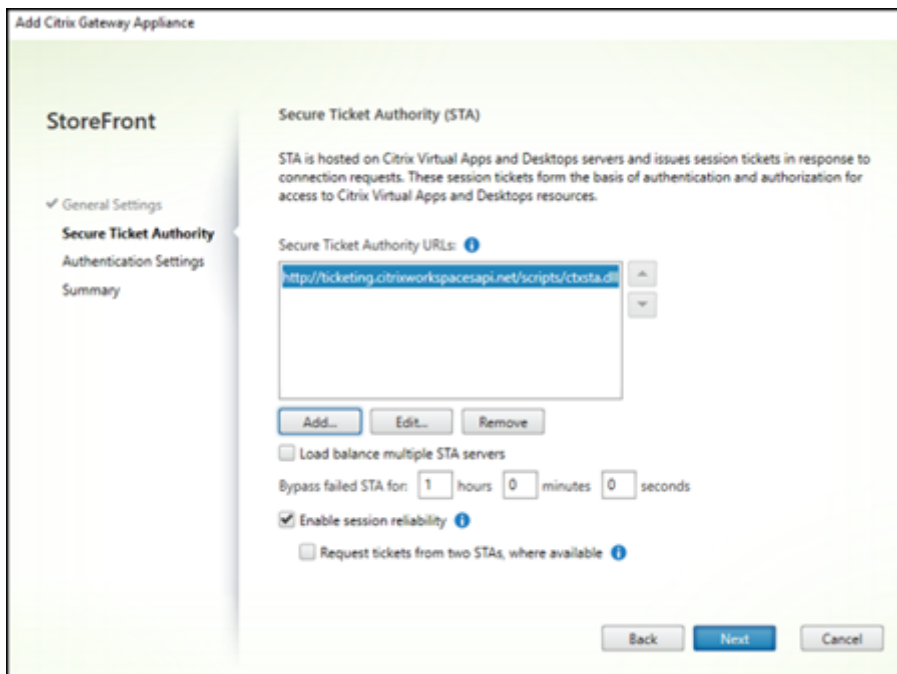 Add Citrix Gateway Appliance
StoreFront
General Settings
Secure Ticket Authority
Authentication Settings
Summary
Secure Ticket Authority (STA)
STA is hosted on Citrix Virtual Apps and Desktops servers and issues session tickets in response to
connection requests. These session tickets form the basis of authentication and authorization for
access to Citrix Virtual Apps and Desktops resources.
Secure Ticket Authority URLs:
http://ticketing.citrixworkspacesapi.net/scripts/ctxsta.dll
Add... Edit... Remove
Load balance multiple STA servers
Bypass failed STA for: 1 hours 0 minutes 0 seconds
Enable session reliability
Request tickets from two STAs, where available
Back Next Cancel